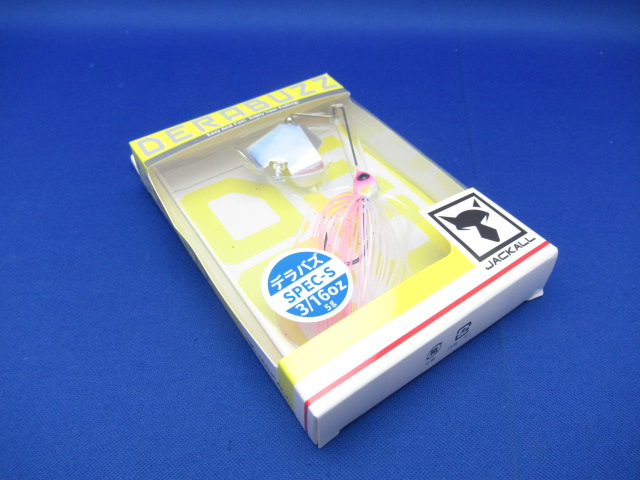 DERABUZZ
デラバズ
SPEC-S
3/16oz
5g
JACKALL